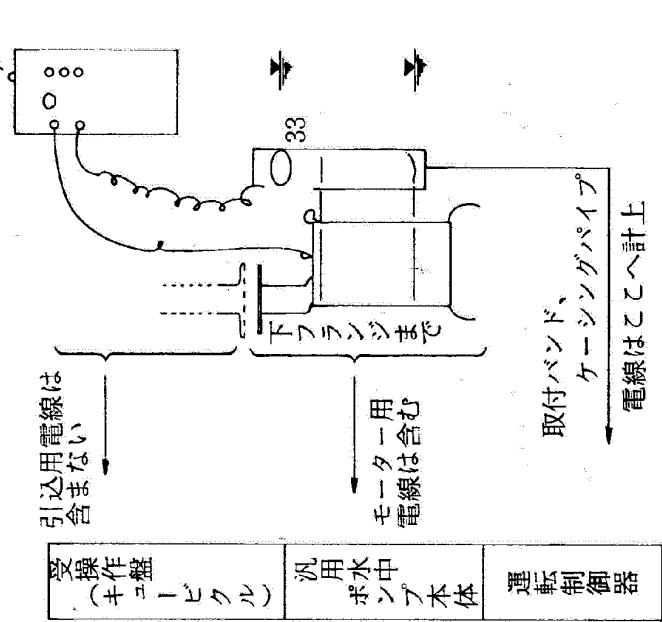 受操作盤
(キュービクル)
汎用水中
ポンプ本体
運転制御器
引込用電線は
含まない
モーター用
電線は含む
取付バンド、
ケーシングパイプ
電線はここへ計上
下フランジまで
33